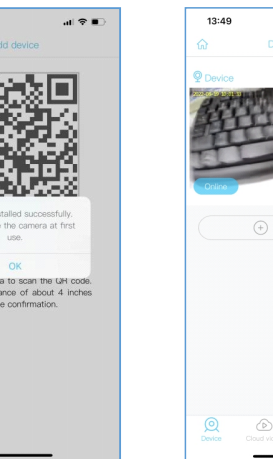 dd device
stalled successfully.
the camera at first
use.
OK
a to scan the QR code.
ance of about 4 inches
e confirmation.
13:49
D
Device
Online
Device
Cloud vi